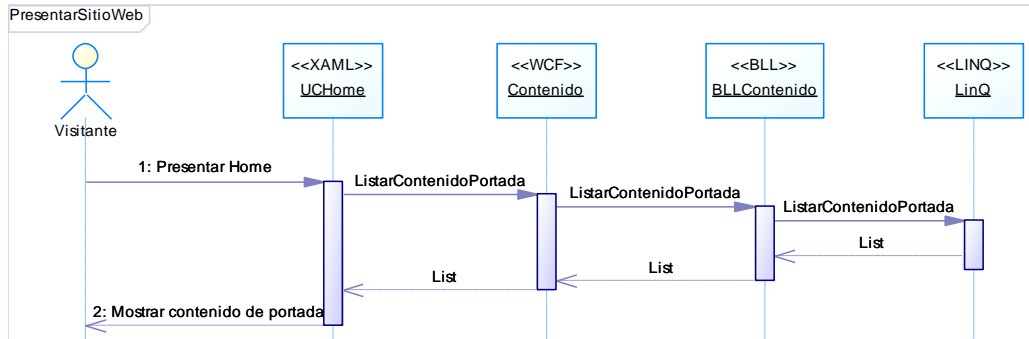 PresentarSitioWeb
<<XAML>>
UCHome
<<WCF>>
Contenido
<<BLL>>
BLLContenido
<<LINQ>>
LinQ
Visitante
1: Presentar Home
ListarContenidoPortada
ListarContenidoPortada
ListarContenidoPortada
List
List
List
2: Mostrar contenido de portada